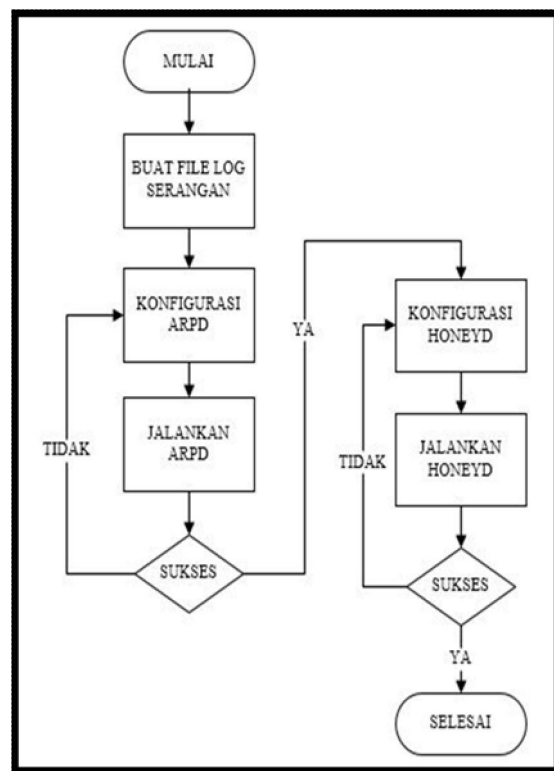 MULAI
BUAT FILE LOG
SERANGAN
KONFIGURASI
ARPD
JALANKAN
ARPD
TIDAK
SUKSES
YA
KONFIGURASI
HONEYD
JALANKAN
HONEYD
TIDAK
SUKSES
YA
SELESAI